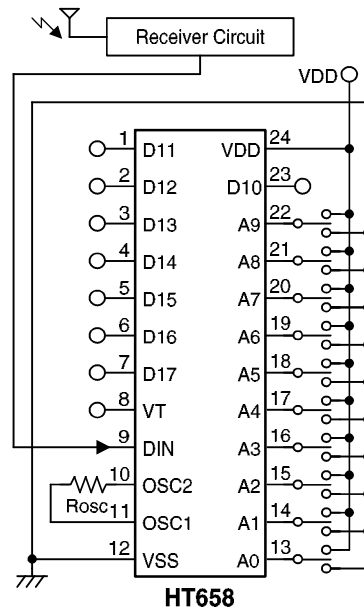 Receiver Circuit
VDD
1 D11 VDD 24
2 D12 D10 23
3 D13 A9 22
4 D14 A8 21
5 D15 A7 20
6 D16 A6 19
7 D17 A5 18
8 VT A4 17
9 DIN A3 16
10 OSC2 A2 15
Rosc
11 OSC1 A1 14
12 VSS A0 13
HT658